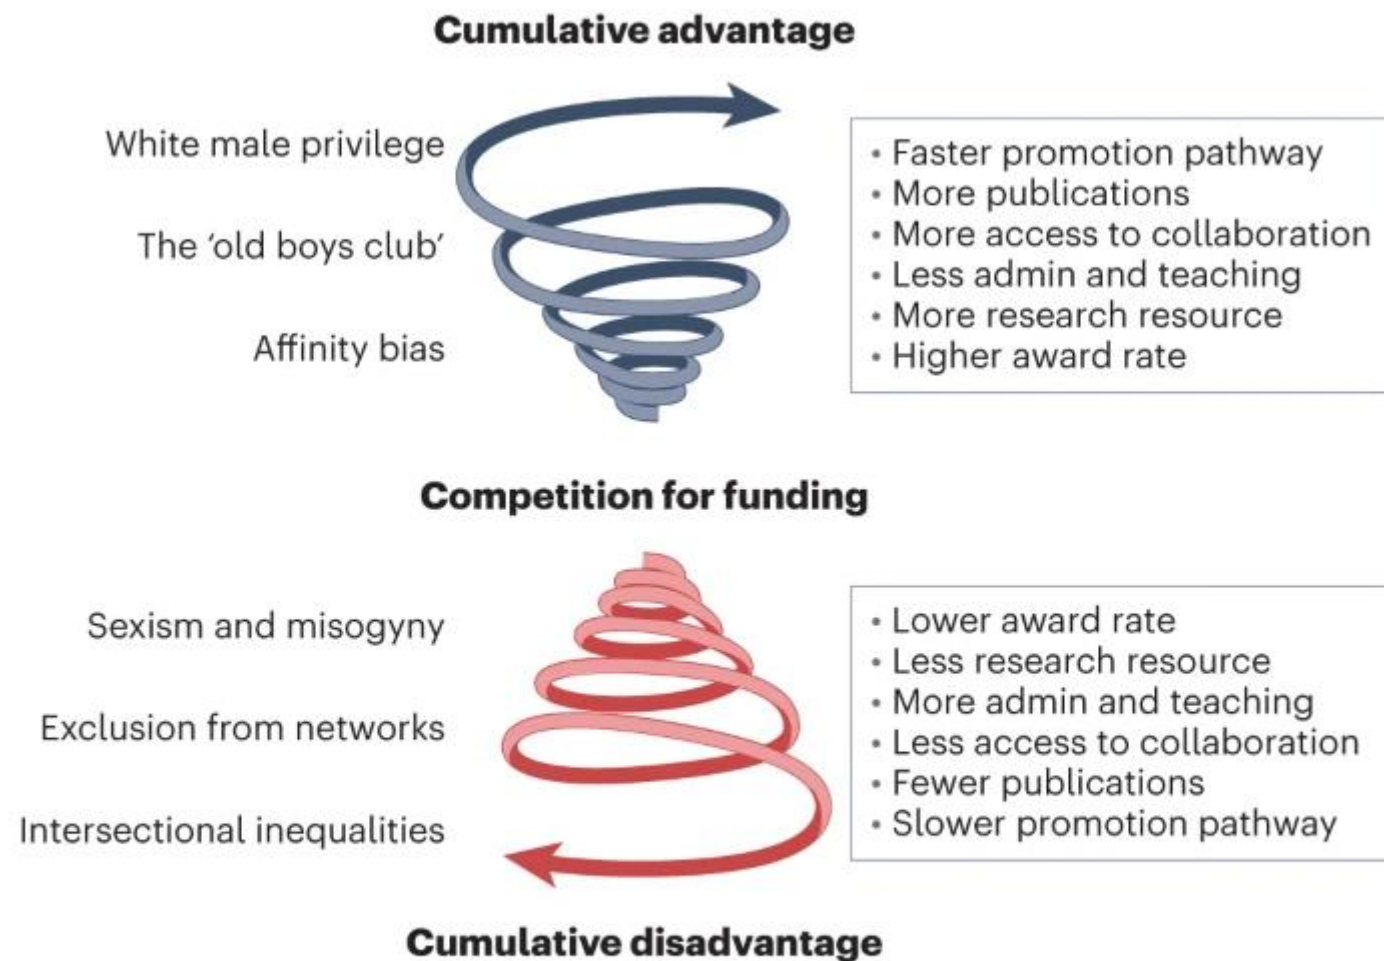 Cumulative advantage
White male privilege
The ‘old boys club’
Affinity bias
• Faster promotion pathway
• More publications
• More access to collaboration
• Less admin and teaching
• More research resource
• Higher award rate
Competition for funding
Sexism and misogyny
Exclusion from networks
Intersectional inequalities
• Lower award rate
• Less research resource
• More admin and teaching
• Less access to collaboration
• Fewer publications
• Slower promotion pathway
Cumulative disadvantage